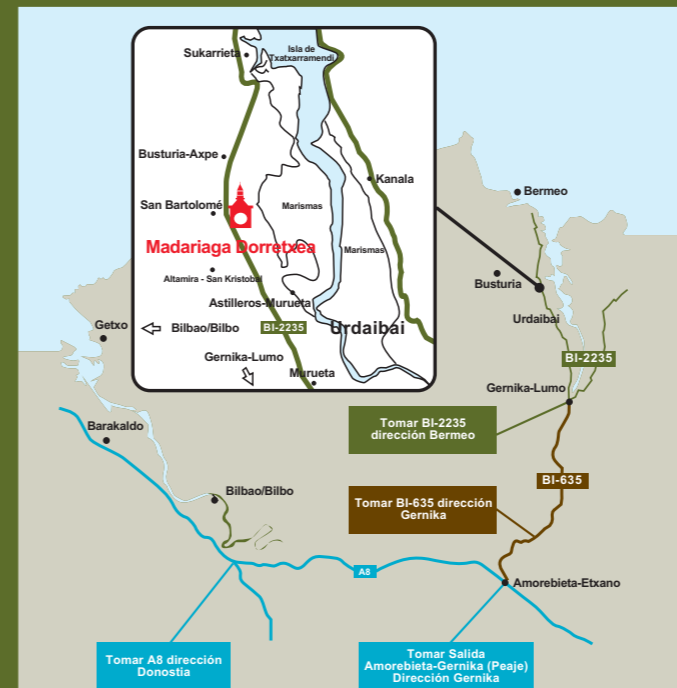 Isla de
Txatxarramendi
Sukarrieta
Busturia-Axpe
Kanala
San Bartolomé
Marismas
Madariaga Dorretxea
Marismas
Altamira - San Kristobal
Astilleros-Murueta
Bilbao/Bilbo
BI-2235
Urdaibai
Gernika-Lumo
Murueta
Bermeo
Busturia
Urdaibai
Getxo
BI-2235
Gernika-Lumo
Tomar BI-2235
dirección Bermeo
Barakaldo
BI-635
Bilbao/Bilbo
Tomar BI-635 dirección
Gernika
A8
Amorebieta-Etxano
Tomar A8 dirección
Donostia
Tomar Salida
Amorebieta-Gernika (Peaje)
Dirección Gernika